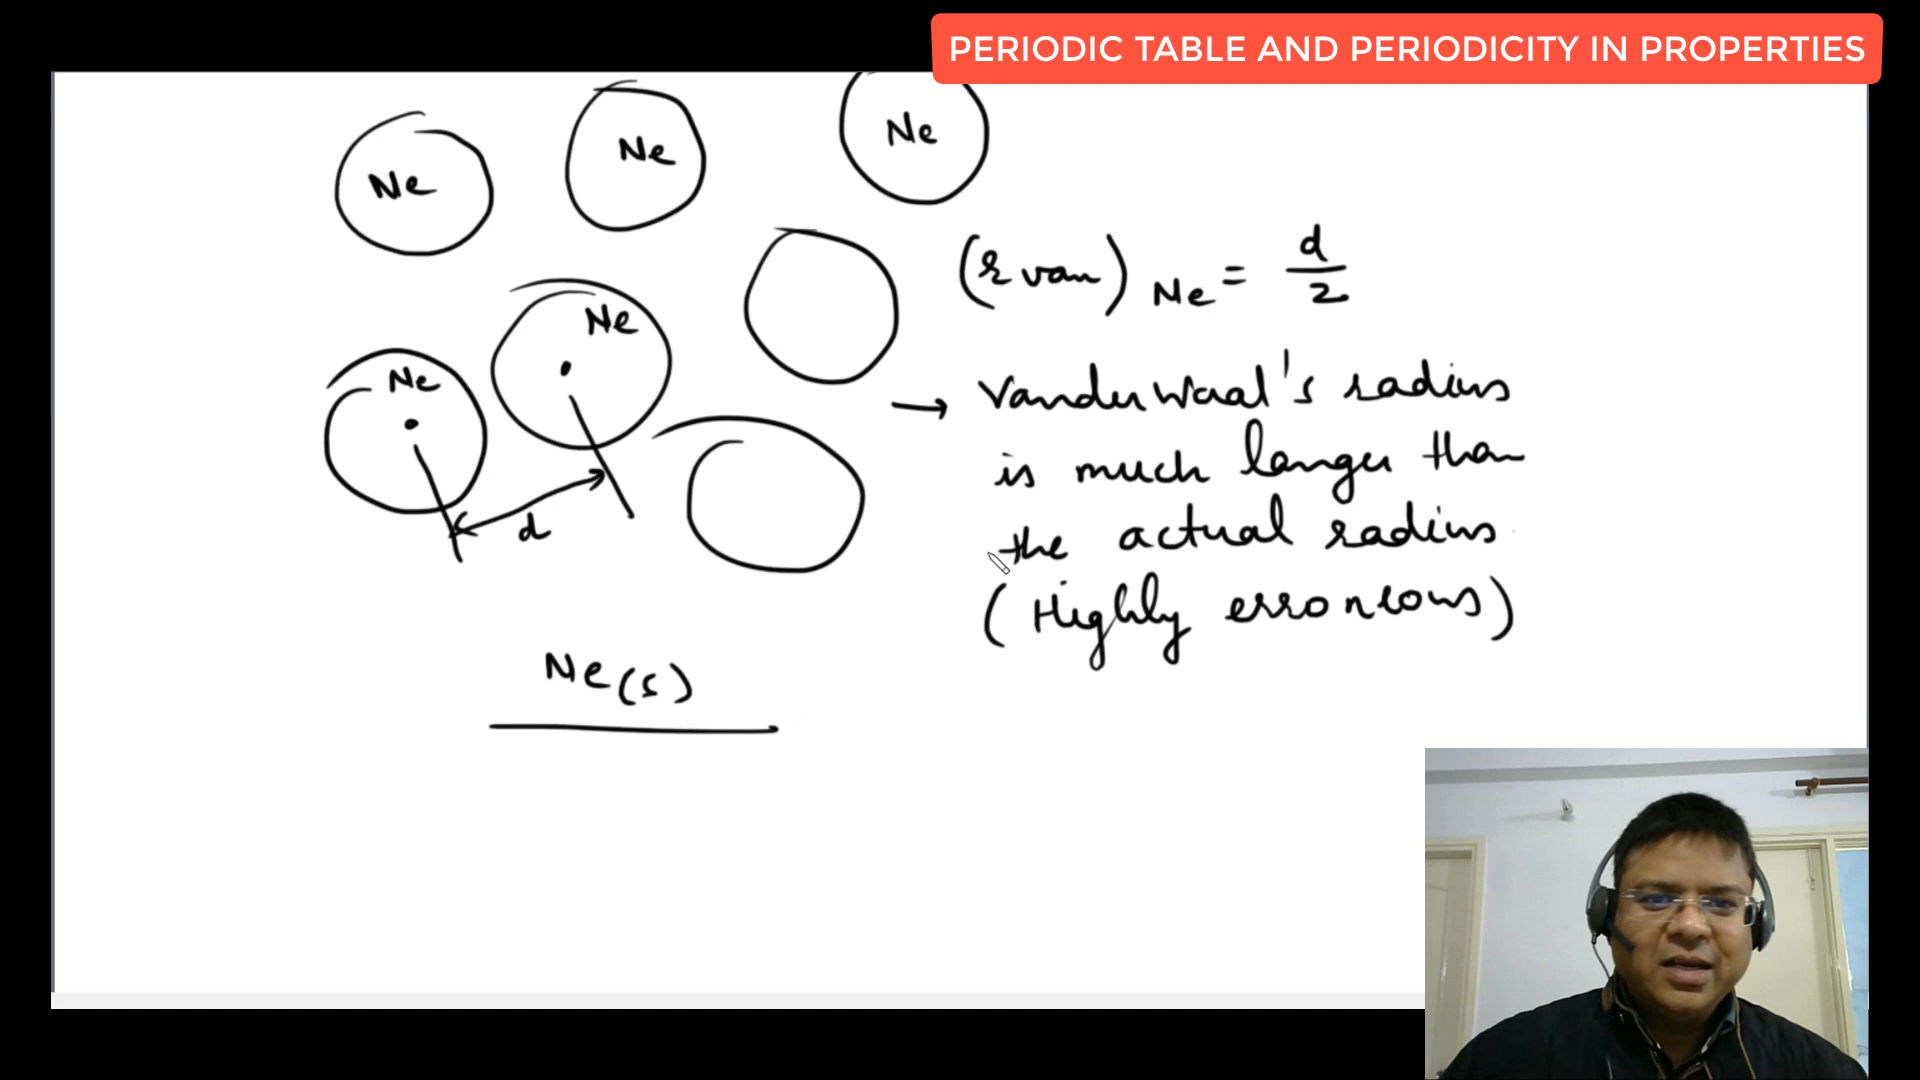 PERIODIC TABLE AND PERIODICITY IN PROPERTIES
Ne
Ne
Ne
Ne
Ne
d
Ne(s)
(r van) Ne = d/2
→ Vanderwaal's radius
is much larger than
the actual radius
(Highly erroneous)